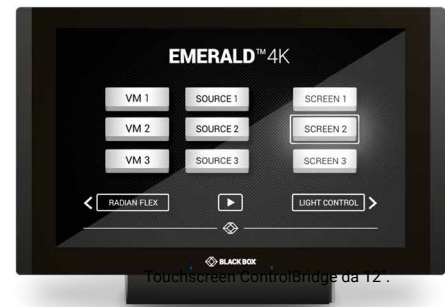 EMERALD™4K
VM 1 SOURCE 1 SCREEN 1
VM 2 SOURCE 2 SCREEN 2
VM 3 SOURCE 3 SCREEN 3
RADIAN FLEX LIGHT CONTROL
BLACK BOX
Touchscreen ControlBridge da 12".